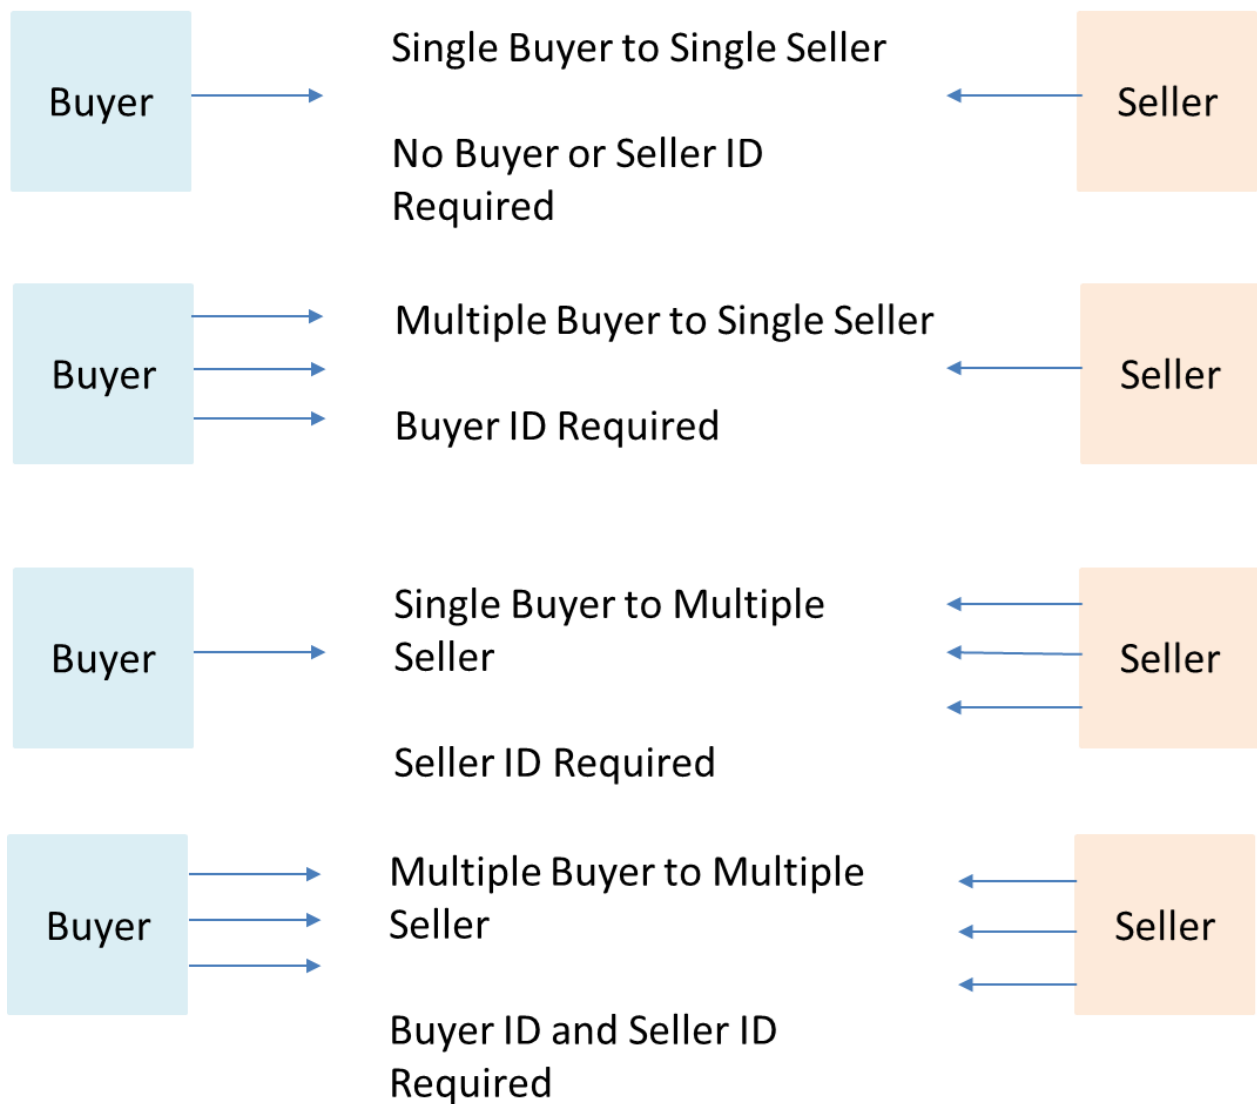 Buyer
Single Buyer to Single Seller
No Buyer or Seller ID
Required
Seller
Buyer
Multiple Buyer to Single Seller
Buyer ID Required
Seller
Buyer
Single Buyer to Multiple
Seller
Seller ID Required
Seller
Buyer
Multiple Buyer to Multiple
Seller
Buyer ID and Seller ID
Required
Seller